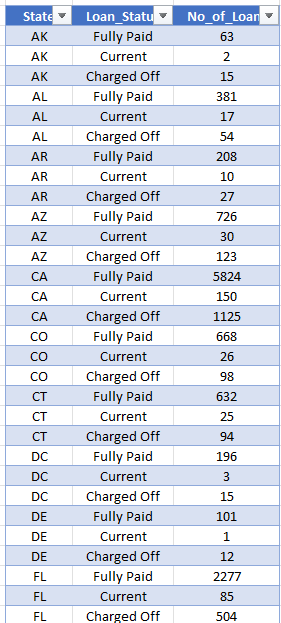 State Loan_Statu No_of_Loan
AK Fully Paid 63
AK Current 2
AK Charged Off 15
AL Fully Paid 381
AL Current 17
AL Charged Off 54
AR Fully Paid 208
AR Current 10
AR Charged Off 27
AZ Fully Paid 726
AZ Current 30
AZ Charged Off 123
CA Fully Paid 5824
CA Current 150
CA Charged Off 1125
CO Fully Paid 668
CO Current 26
CO Charged Off 98
CT Fully Paid 632
CT Current 25
CT Charged Off 94
DC Fully Paid 196
DC Current 3
DC Charged Off 15
DE Fully Paid 101
DE Current 1
DE Charged Off 12
FL Fully Paid 2277
FL Current 85
FL Charged Off 504